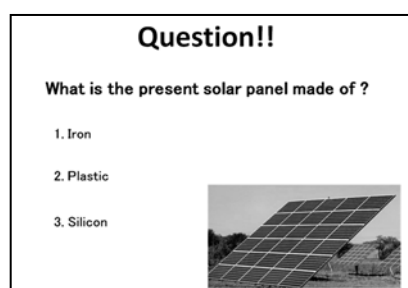 Question!!
What is the present solar panel made of ?
1. Iron
2. Plastic
3. Silicon